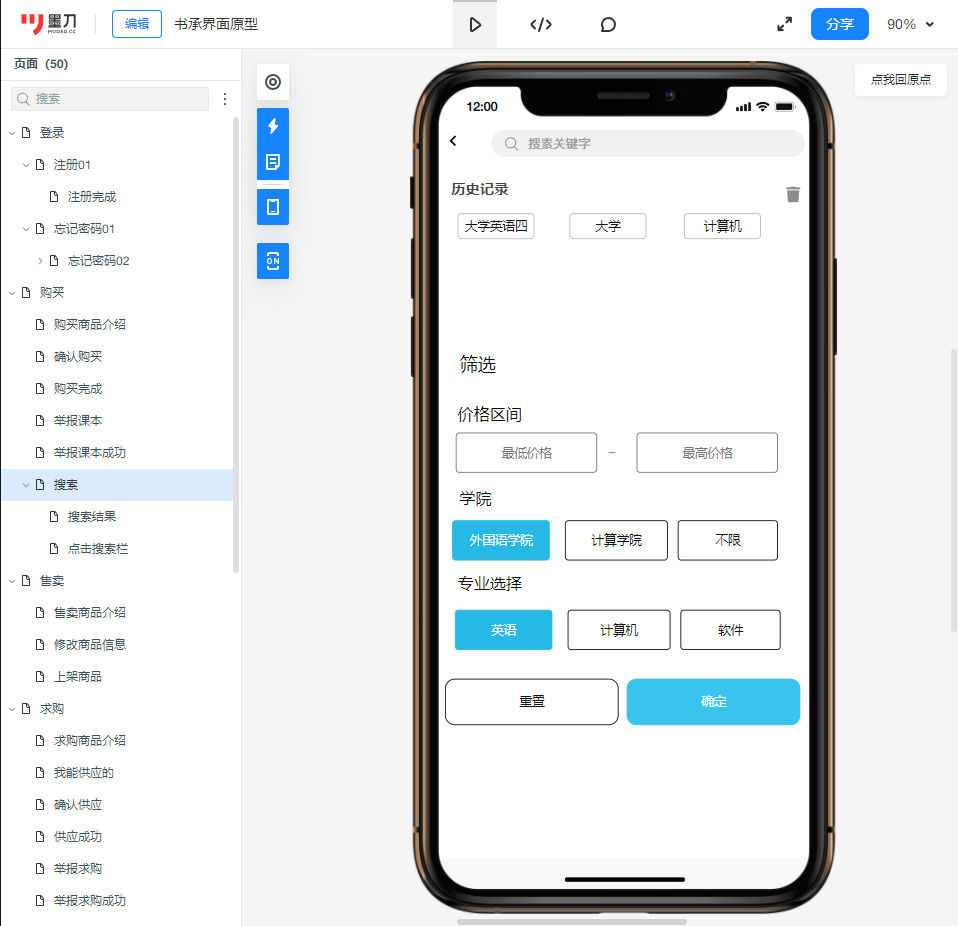 墨刀
MODAO.CC
编辑
书承界面原型
分享
90%
页面 (50)
搜索
登录
注册01
注册完成
忘记密码01
忘记密码02
购买
购买商品介绍
确认购买
购买完成
举报课本
举报课本成功
搜索
搜索结果
点击搜索栏
售卖
售卖商品介绍
修改商品信息
上架商品
求购
求购商品介绍
我能供应的
确认供应
供应成功
举报求购
举报求购成功
ON
点我回原点
12:00
搜素关键字
历史记录
大学英语四
大学
计算机
筛选
价格区间
最低价格
–
最高价格
学院
外国语学院
计算学院
不限
专业选择
英语
计算机
软件
重置
确定